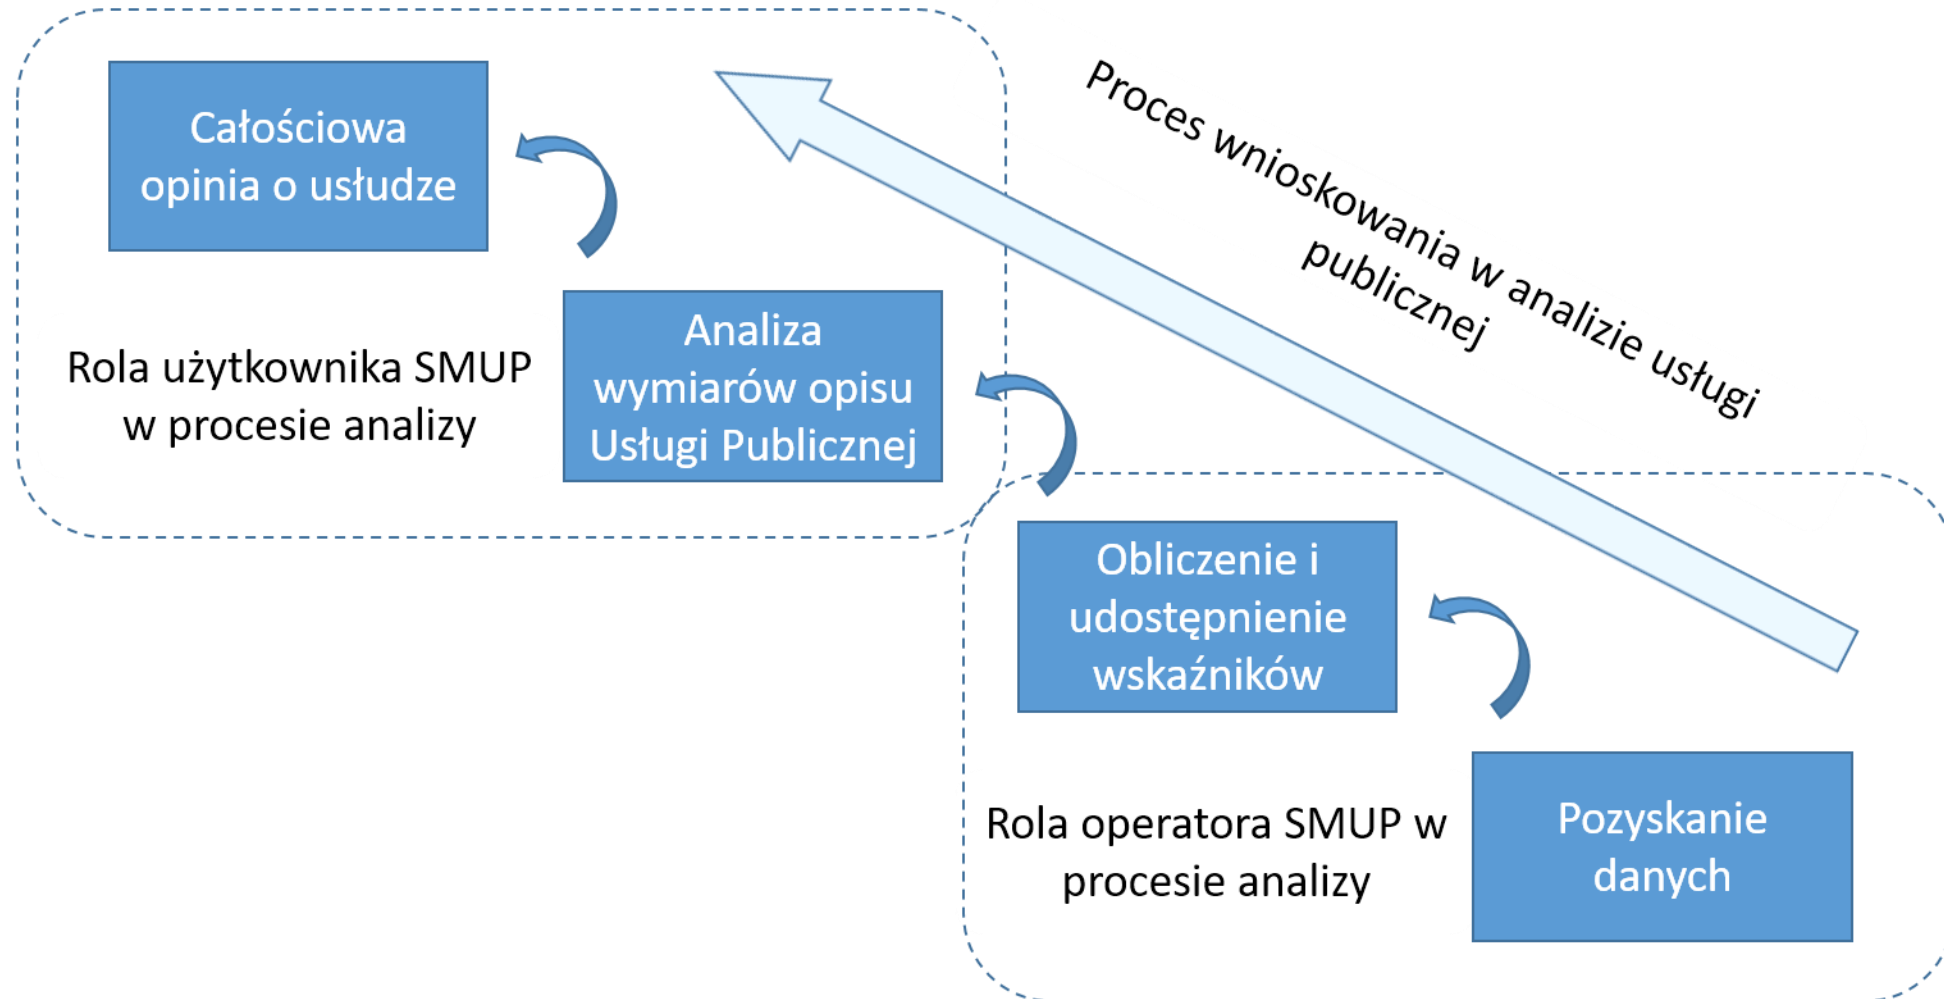 Całościowa
opinia o usłudze
Proces wnioskowania w analizie usługi
publicznej
Rola użytkownika SMUP
w procesie analizy
Analiza
wymiarów opisu
Usługi Publicznej
Obliczenie i
udostępnienie
wskaźników
Rola operatora SMUP w
procesie analizy
Pozyskanie
danych